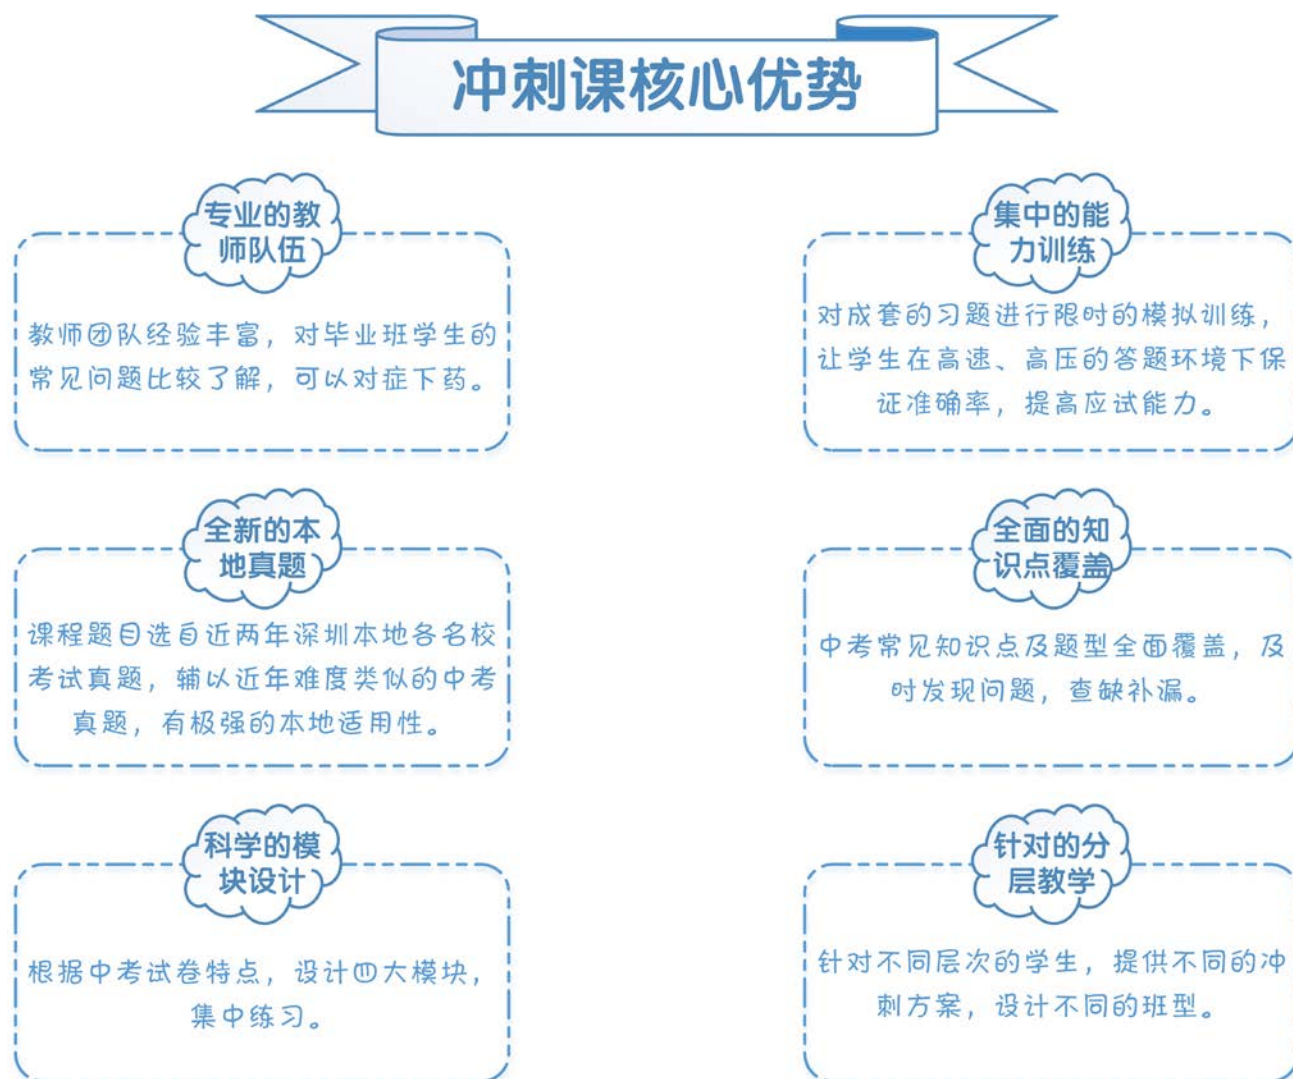 冲刺课核心优势
专业的教
师队伍
教师团队经验丰富，对毕业班学生的
常见问题比较了解，可以对症下药。
集中的能
力训练
对成套的习题进行限时的模拟训练，
让学生在高速、高压的答题环境下保
证准确率，提高应试能力。
全新的本
地真题
课程题目选自近两年深圳本地各名校
考试真题，辅以近年难度类似的中考
真题，有极强的本地适用性。
全面的知
识点覆盖
中考常见知识点及题型全面覆盖，及
时发现问题，查缺补漏。
科学的模
块设计
根据中考试卷特点，设计四大模块，
集中练习。
针对的分
层教学
针对不同层次的学生，提供不同的冲
刺方案，设计不同的班型。